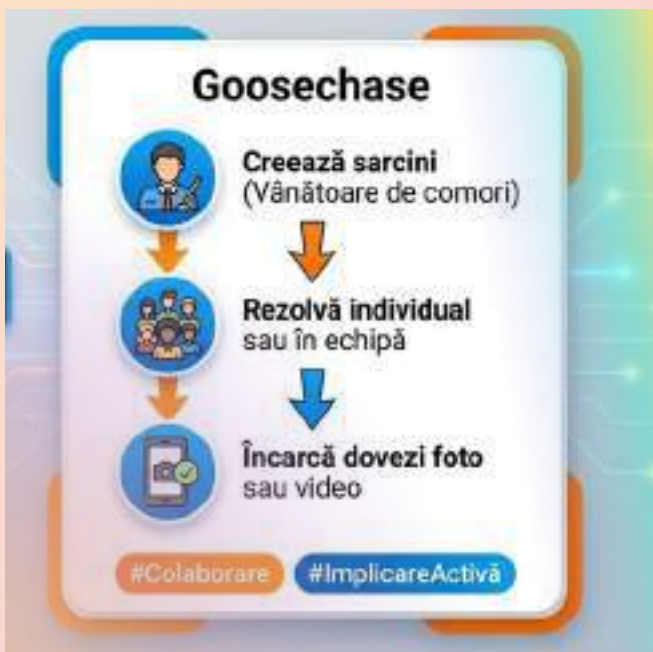 Goosechase
Creează sarcini
(Vânătoare de comori)
Rezolvă individual
sau în echipă
Încarcă dovezi foto
sau video
#Colaborare #ImplicareActivă